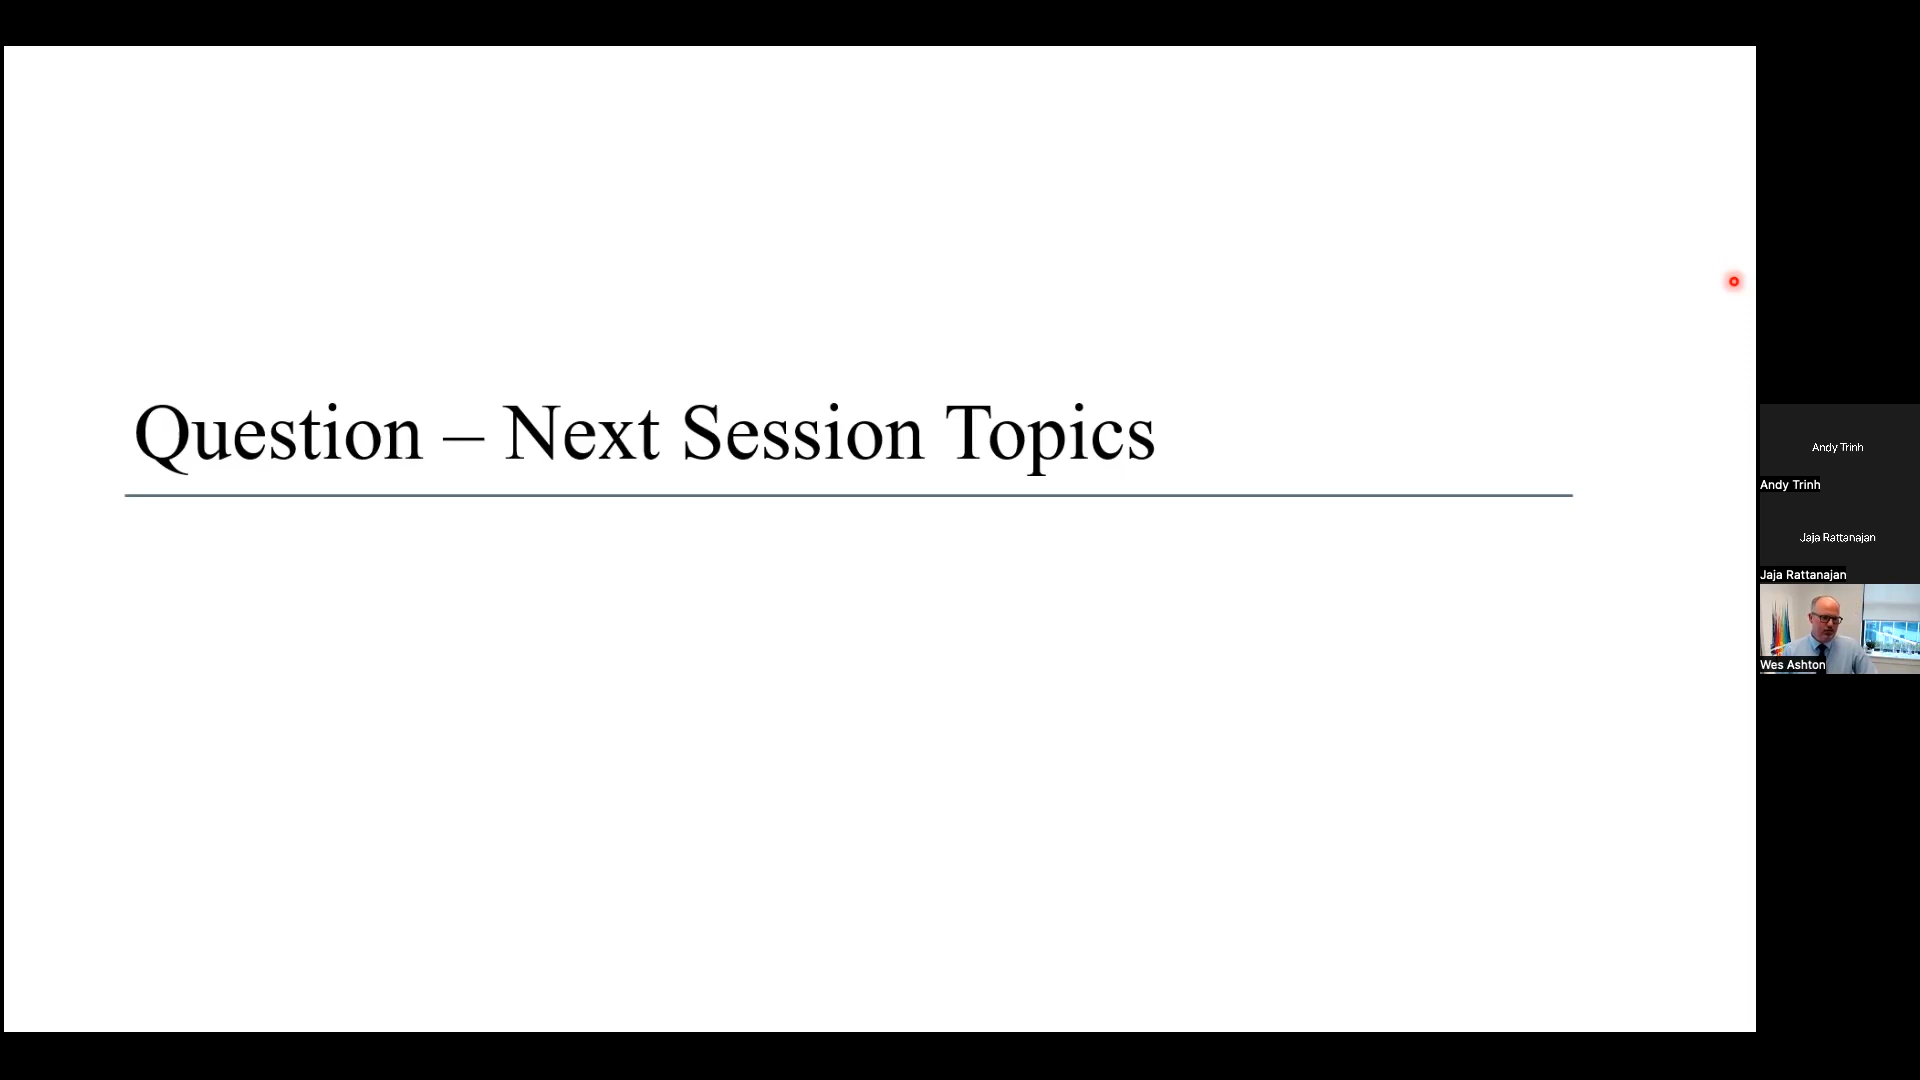 Question – Next Session Topics
Andy Trinh
Andy Trinh
Jaja Rattanajan
Jaja Rattanajan
Wes Ashton